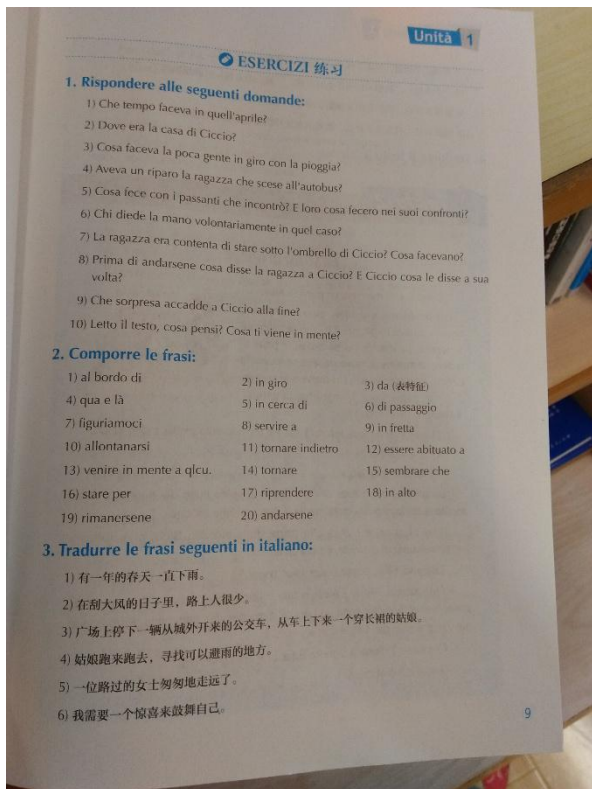 Unità 1
ESERCIZI 练习
1. Rispondere alle seguenti domande:
1) Che tempo faceva in quell'aprile?
2) Dove era la casa di Ciccio?
3) Cosa faceva la poca gente in giro con la pioggia?
4) Aveva un riparo la ragazza che scese all'autobus?
5) Cosa fece con i passanti che incontrò? E loro cosa fecero nei suoi confronti?
6) Chi diede la mano volontariamente in quel caso?
7) La ragazza era contenta di stare sotto l'ombrello di Ciccio? Cosa facevano?
8) Prima di andarsene cosa disse la ragazza a Ciccio? E Ciccio cosa le disse a sua
volta?
9) Che sorpresa accadde a Ciccio alla fine?
10) Letto il testo, cosa pensi? Cosa ti viene in mente?
2. Comporre le frasi:
1) al bordo di 2) in giro 3) da (表特征)
4) qua e là 5) in cerca di 6) di passaggio
7) figuriamoci 8) servire a 9) in fretta
10) allontanarsi 11) tornare indietro 12) essere abituato a
13) venire in mente a qlcu. 14) tornare 15) sembrare che
16) stare per 17) riprendere 18) in alto
19) rimanersene 20) andarsene
3. Tradurre le frasi seguenti in italiano:
1) 有一年的春天一直下雨。
2) 在刮大风的日子里，路上人很少。
3) 广场上停下一辆从城外开来的公交车，从车上下来一个穿长裙的姑娘。
4) 姑娘跑来跑去，寻找可以避雨的地方。
5) 一位路过的女士匆匆地走远了。
6) 我需要一个惊喜来鼓舞自己。
9